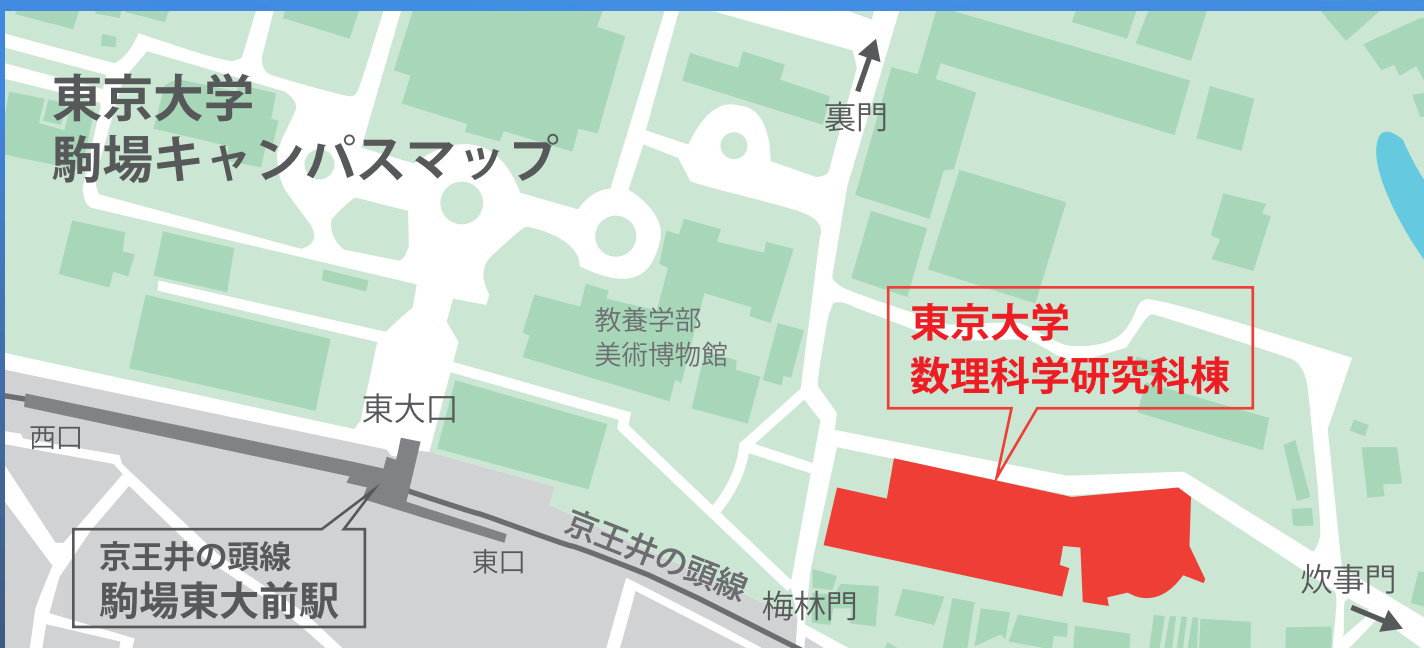 東京大学
駒場キャンパスマップ
裏門
教養学部
美術博物館
東京大学
数理科学研究科棟
東大口
西口
京王井の頭線
駒場東大前駅
東口
京王井の頭線
梅林門
炊事門